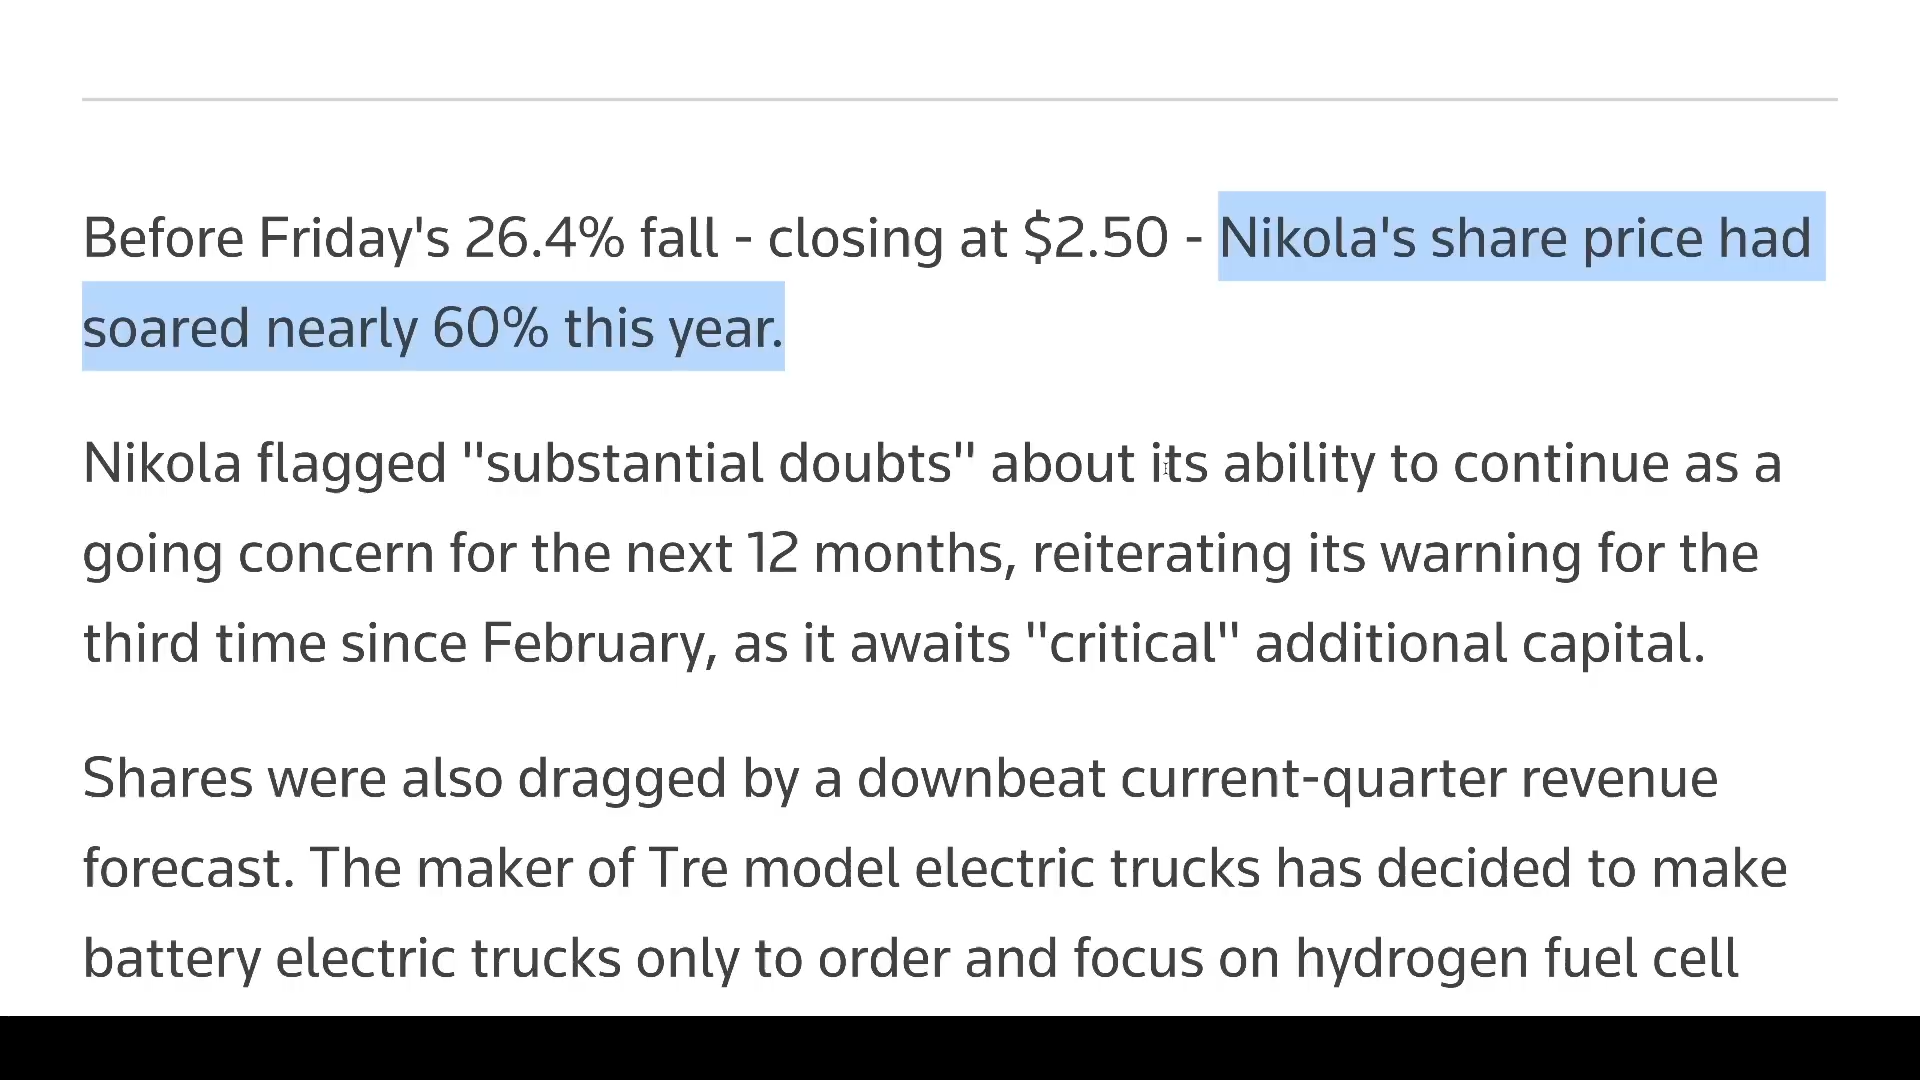 Before Friday's 26.4% fall - closing at $2.50 - Nikola's share price had
soared nearly 60% this year.
Nikola flagged "substantial doubts" about its ability to continue as a
going concern for the next 12 months, reiterating its warning for the
third time since February, as it awaits "critical" additional capital.
Shares were also dragged by a downbeat current-quarter revenue
forecast. The maker of Tre model electric trucks has decided to make
battery electric trucks only to order and focus on hydrogen fuel cell